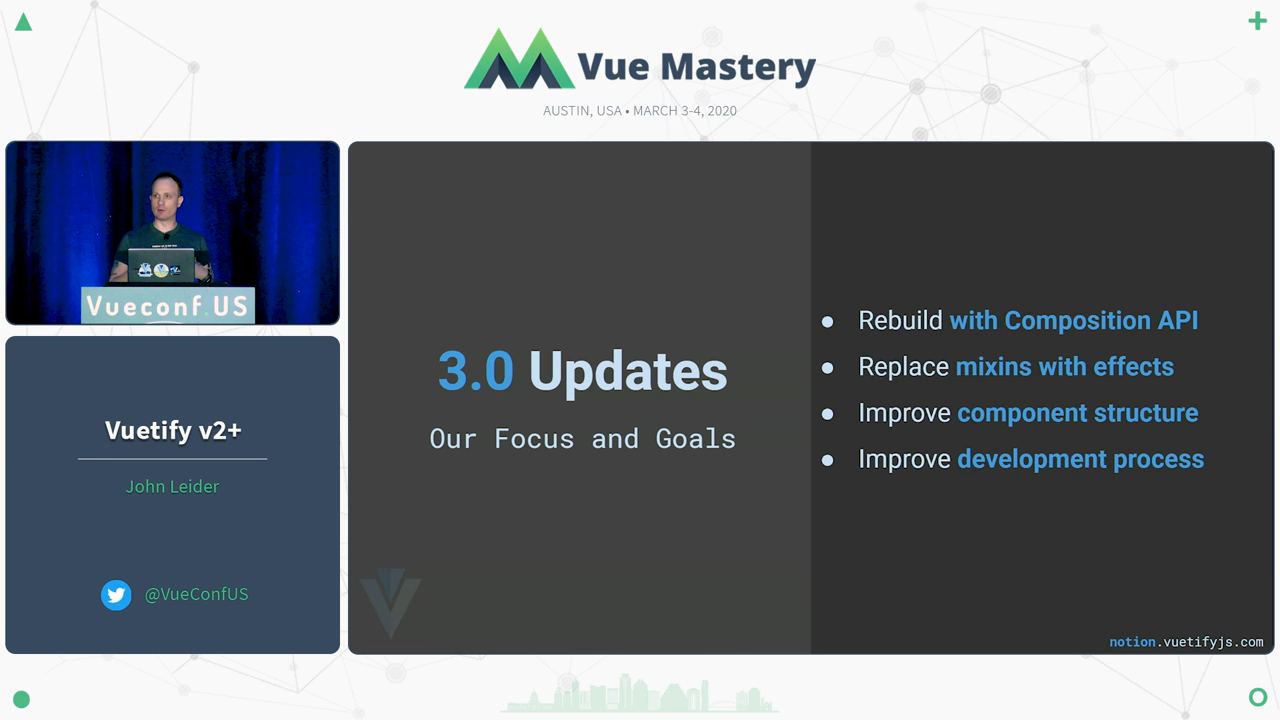 Vue Mastery
AUSTIN, USA • MARCH 3-4, 2020
Vueconf.US
Vuetify v2+
John Leider
@VueConfUS
3.0 Updates
Our Focus and Goals
● Rebuild with Composition API
● Replace mixins with effects
● Improve component structure
● Improve development process
notion.vuetifyjs.com